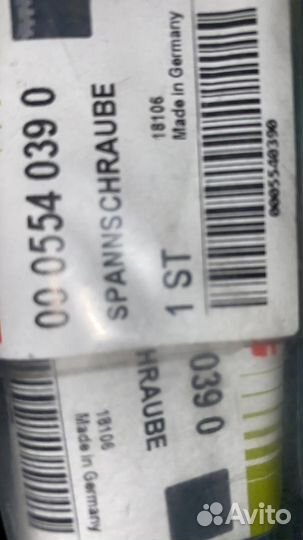 00 0554 039 0
SPANNSCHRAUBE
1 ST
18106
Made in Germany
0005540390
039 0
HRAUBE
18106
Made in Germany
Avito